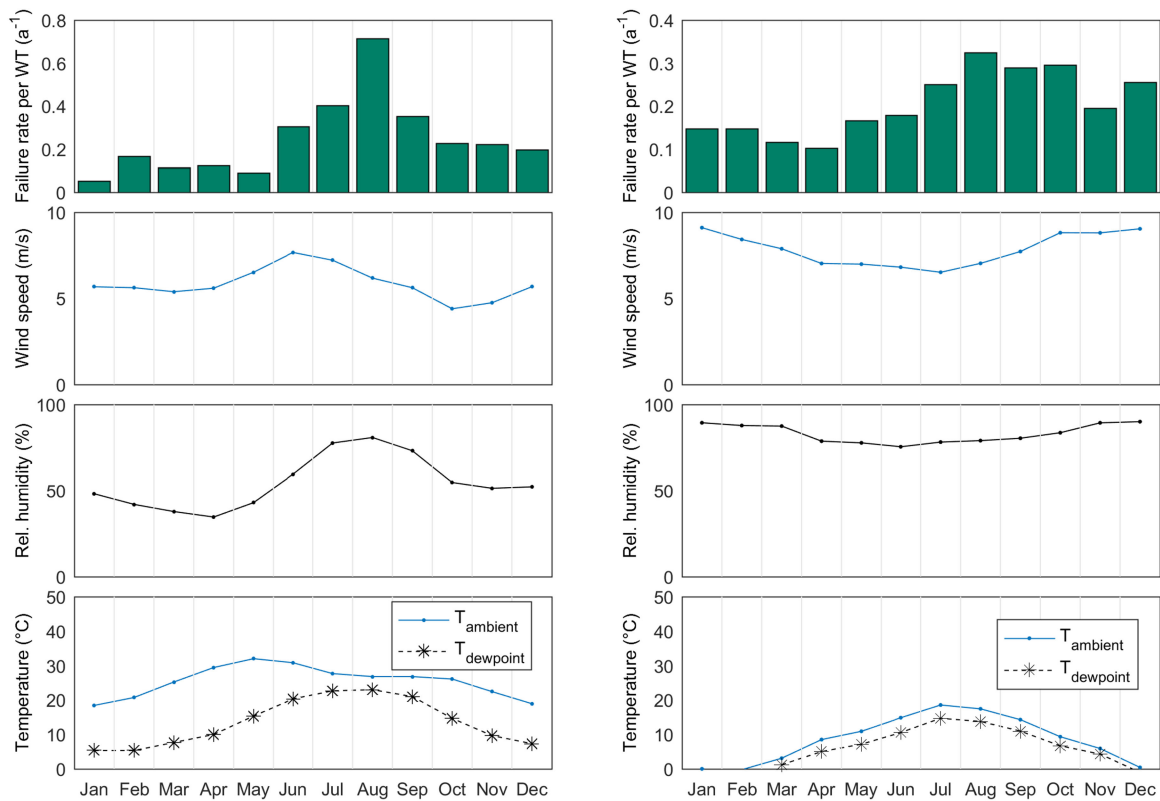 Failure rate per WT (a⁻¹)
0.8
0.6
0.4
0.2
0
Failure rate per WT (a⁻¹)
0.4
0.3
0.2
0.1
0
Wind speed (m/s)
10
5
0
Wind speed (m/s)
10
5
0
Rel. humidity (%)
100
50
0
Rel. humidity (%)
100
50
0
Temperature (°C)
50
40
30
20
10
0
T ambient
T dewpoint
Jan Feb Mar Apr May Jun Jul Aug Sep Oct Nov Dec
Temperature (°C)
50
40
30
20
10
0
T ambient
T dewpoint
Jan Feb Mar Apr May Jun Jul Aug Sep Oct Nov Dec